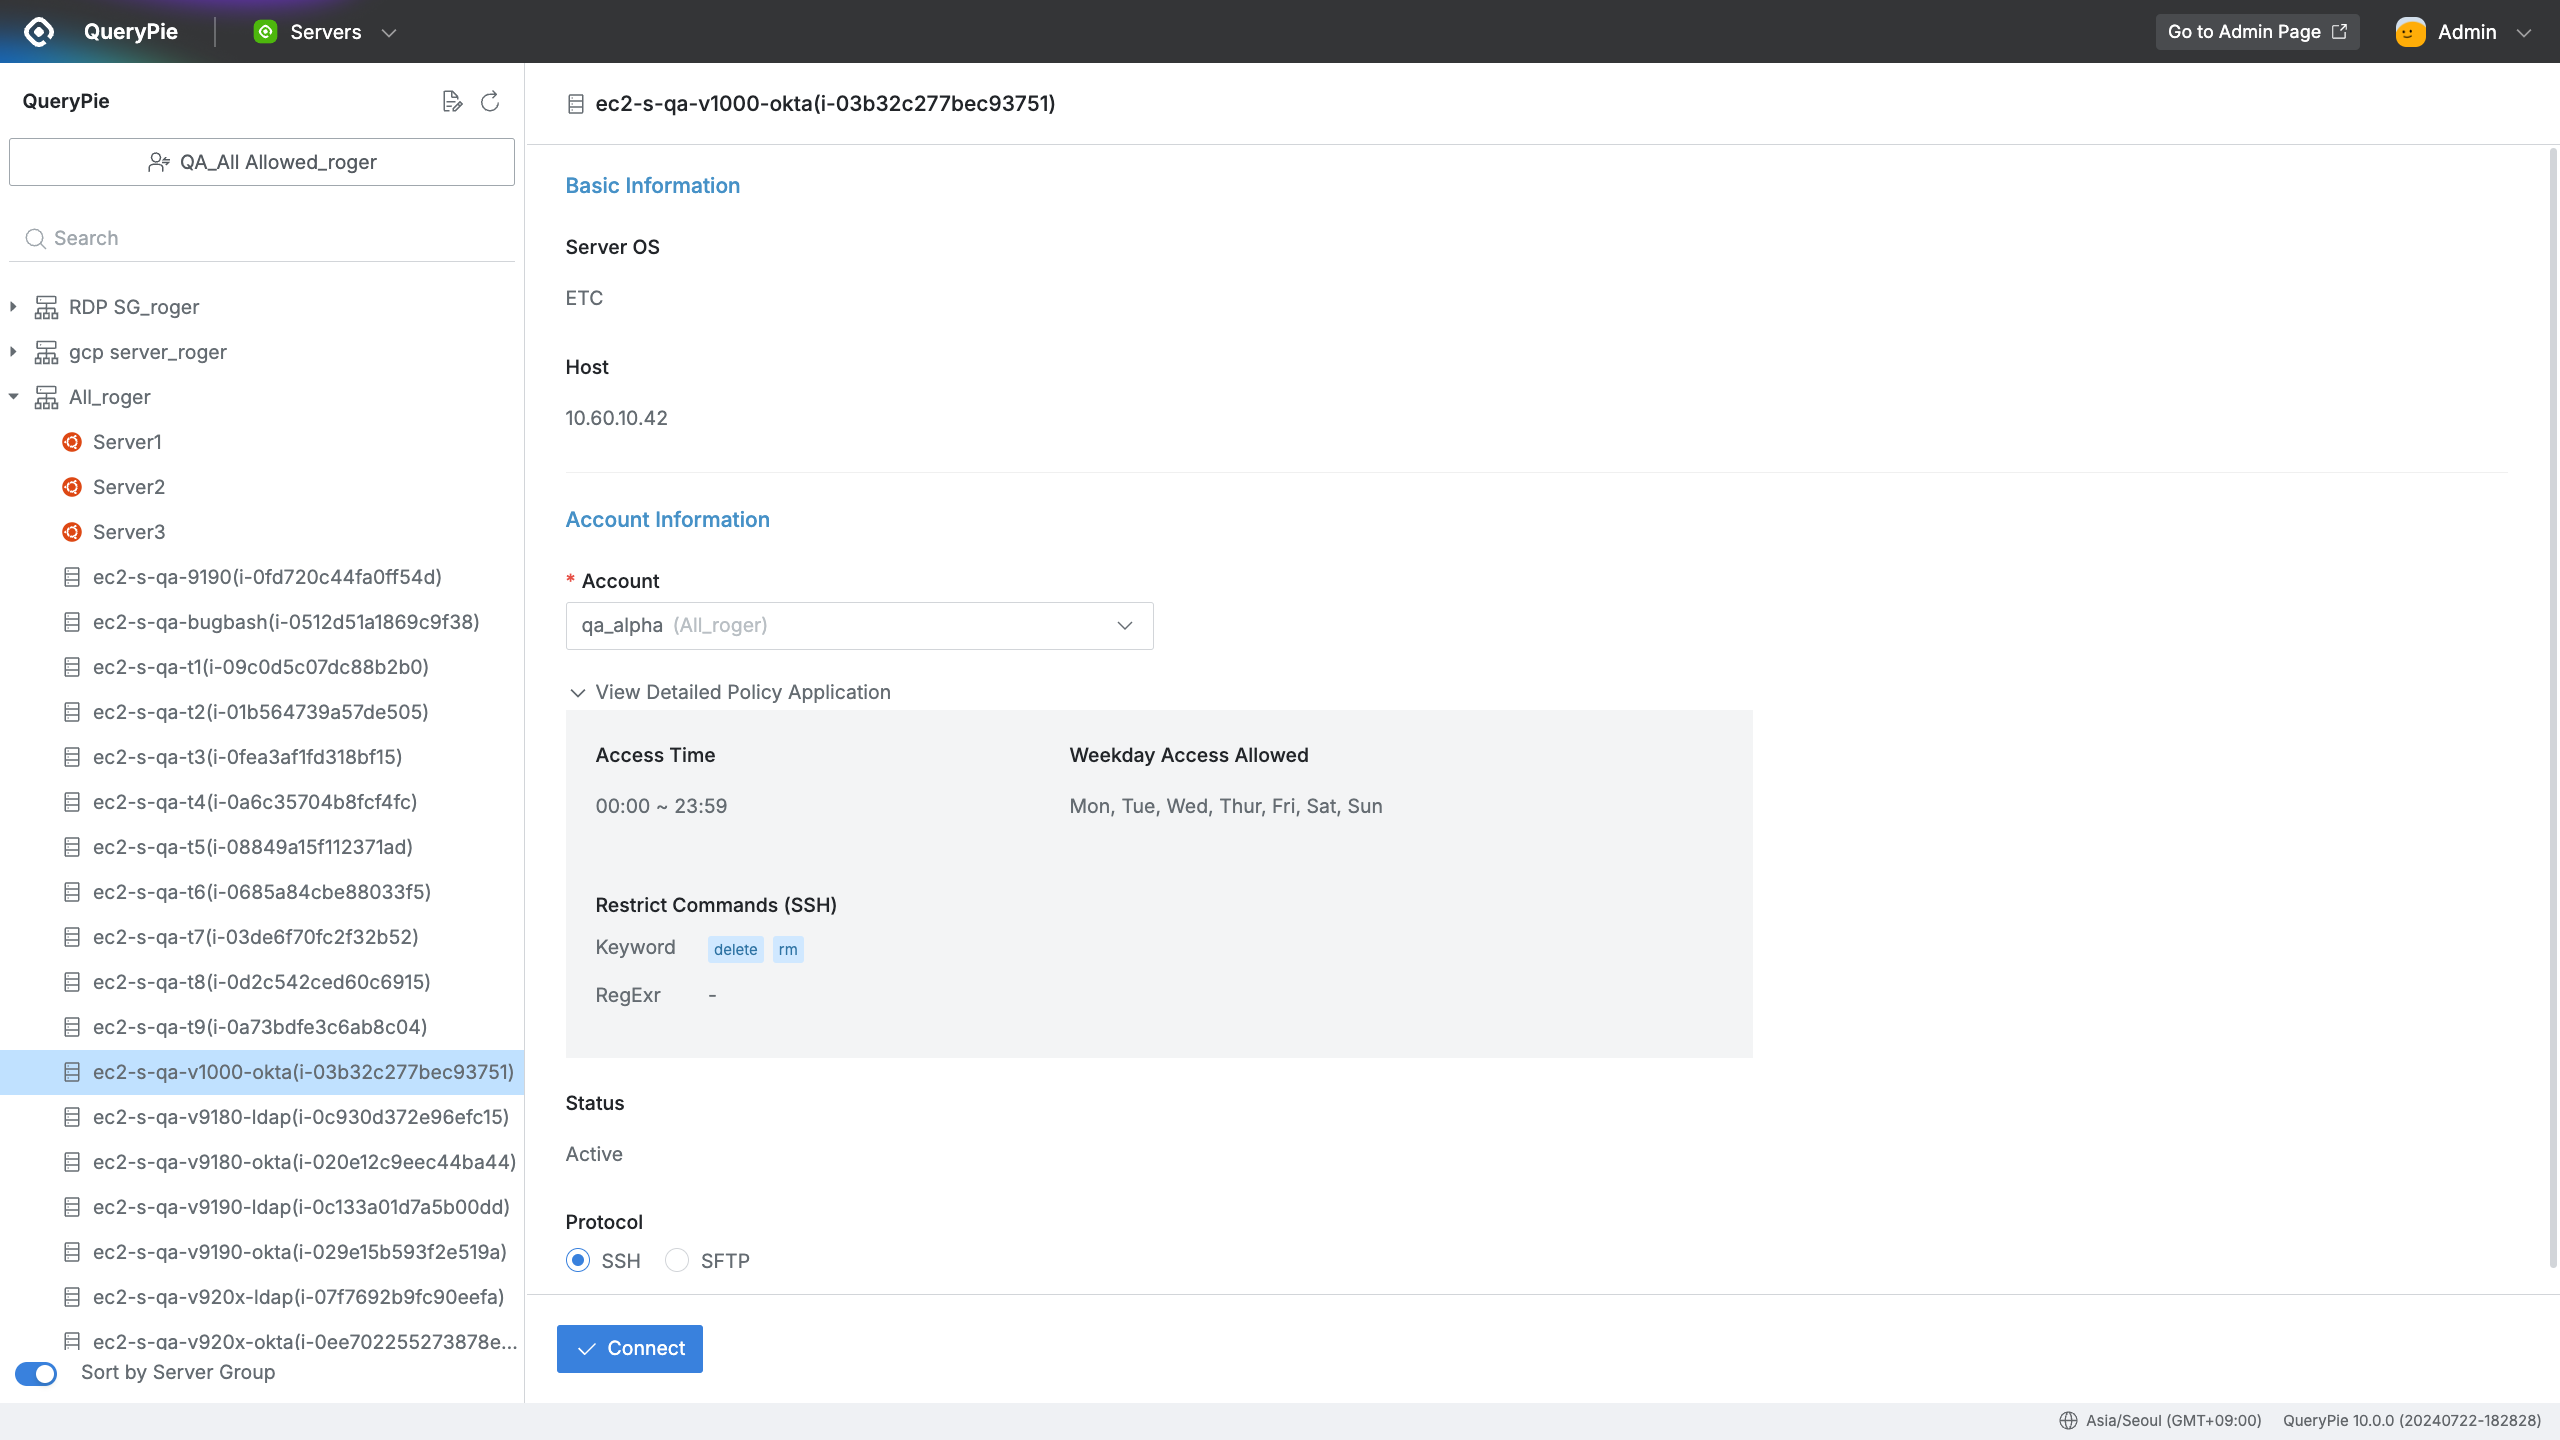 QueryPie
Servers
Go to Admin Page
Admin
QueryPie
QA_All Allowed_roger
Search
RDP SG_roger
gcp server_roger
All_roger
Server1
Server2
Server3
ec2-s-qa-9190(i-0fd720c44fa0ff54d)
ec2-s-qa-bugbash(i-0512d51a1869c9f38)
ec2-s-qa-t1(i-09c0d5c07dc88b2b0)
ec2-s-qa-t2(i-01b564739a57de505)
ec2-s-qa-t3(i-0fea3af1fd318bf15)
ec2-s-qa-t4(i-0a6c35704b8fcf4fc)
ec2-s-qa-t5(i-08849a15f112371ad)
ec2-s-qa-t6(i-0685a84cbe88033f5)
ec2-s-qa-t7(i-03de6f70fc2f32b52)
ec2-s-qa-t8(i-0d2c542ced60c6915)
ec2-s-qa-t9(i-0a73bdfe3c6ab8c04)
ec2-s-qa-v1000-okta(i-03b32c277bec93751)
ec2-s-qa-v9180-ldap(i-0c930d372e96efc15)
ec2-s-qa-v9180-okta(i-020e12c9eec44ba44)
ec2-s-qa-v9190-ldap(i-0c133a01d7a5b00dd)
ec2-s-qa-v9190-okta(i-029e15b593f2e519a)
ec2-s-qa-v920x-ldap(i-07f7692b9fc90eefa)
ec2-s-qa-v920x-okta(i-0ee702255273878e...
Sort by Server Group
ec2-s-qa-v1000-okta(i-03b32c277bec93751)
Basic Information
Server OS
ETC
Host
10.60.10.42
Account Information
* Account
qa_alpha (All_roger)
View Detailed Policy Application
Access Time
00:00 ~ 23:59
Weekday Access Allowed
Mon, Tue, Wed, Thur, Fri, Sat, Sun
Restrict Commands (SSH)
Keyword delete rm
RegExr -
Status
Active
Protocol
SSH SFTP
Connect
Asia/Seoul (GMT+09:00) QueryPie 10.0.0 (20240722-182828)